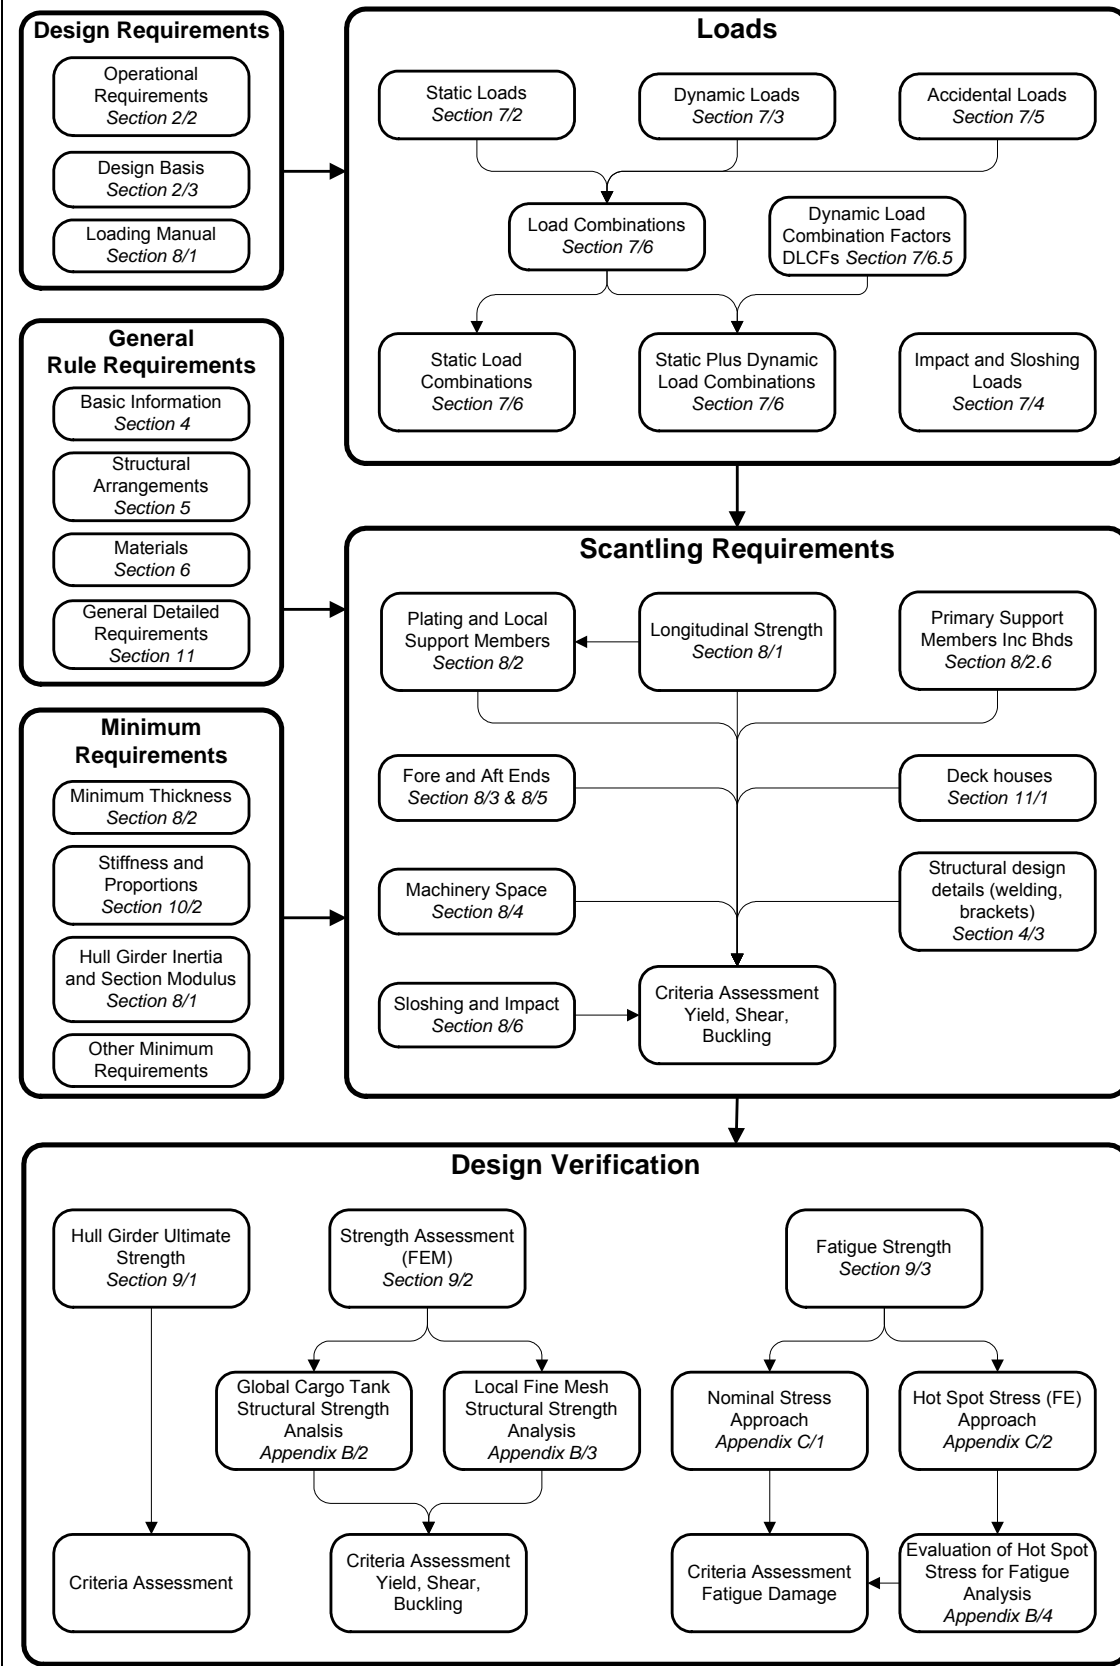 Design Requirements
Operational
Requirements
Section 2/2
Design Basis
Section 2/3
Loading Manual
Section 8/1
General
Rule Requirements
Basic Information
Section 4
Structural
Arrangements
Section 5
Materials
Section 6
General Detailed
Requirements
Section 11
Minimum
Requirements
Minimum Thickness
Section 8/2
Stiffness and
Proportions
Section 10/2
Hull Girder Inertia
and Section Modulus
Section 8/1
Other Minimum
Requirements
Loads
Static Loads
Section 7/2
Dynamic Loads
Section 7/3
Accidental Loads
Section 7/5
Load Combinations
Section 7/6
Dynamic Load
Combination Factors
DLCFs Section 7/6.5
Static Load
Combinations
Section 7/6
Static Plus Dynamic
Load Combinations
Section 7/6
Impact and Sloshing
Loads
Section 7/4
Scantling Requirements
Plating and Local
Support Members
Section 8/2
Longitudinal Strength
Section 8/1
Primary Support
Members Inc Bhds
Section 8/2.6
Fore and Aft Ends
Section 8/3 & 8/5
Deck houses
Section 11/1
Machinery Space
Section 8/4
Structural design
details (welding,
brackets)
Section 4/3
Sloshing and Impact
Section 8/6
Criteria Assessment
Yield, Shear,
Buckling
Design Verification
Hull Girder Ultimate
Strength
Section 9/1
Strength Assessment
(FEM)
Section 9/2
Fatigue Strength
Section 9/3
Global Cargo Tank
Structural Strength
Analsis
Appendix B/2
Local Fine Mesh
Structural Strength
Analysis
Appendix B/3
Nominal Stress
Approach
Appendix C/1
Hot Spot Stress (FE)
Approach
Appendix C/2
Criteria Assessment
Criteria Assessment
Yield, Shear,
Buckling
Criteria Assessment
Fatigue Damage
Evaluation of Hot Spot
Stress for Fatigue
Analysis
Appendix B/4